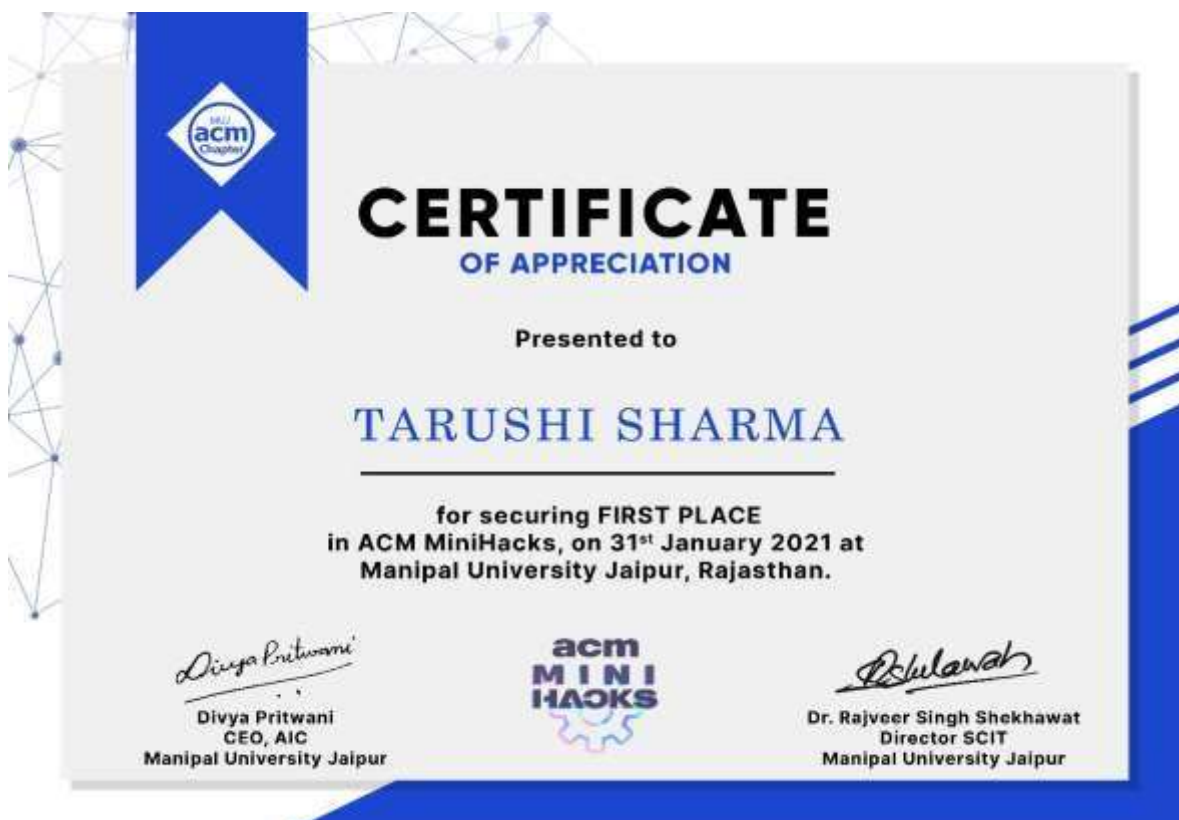 MUJ
acm
Chapter
CERTIFICATE
OF APPRECIATION
Presented to
TARUSHI SHARMA
for securing FIRST PLACE
in ACM MiniHacks, on 31st January 2021 at
Manipal University Jaipur, Rajasthan.
Divya Pritwani
Divya Pritwani
CEO, AIC
Manipal University Jaipur
acm
MINI
HACKS
RShekawat
Dr. Rajveer Singh Shekhawat
Director SCIT
Manipal University Jaipur